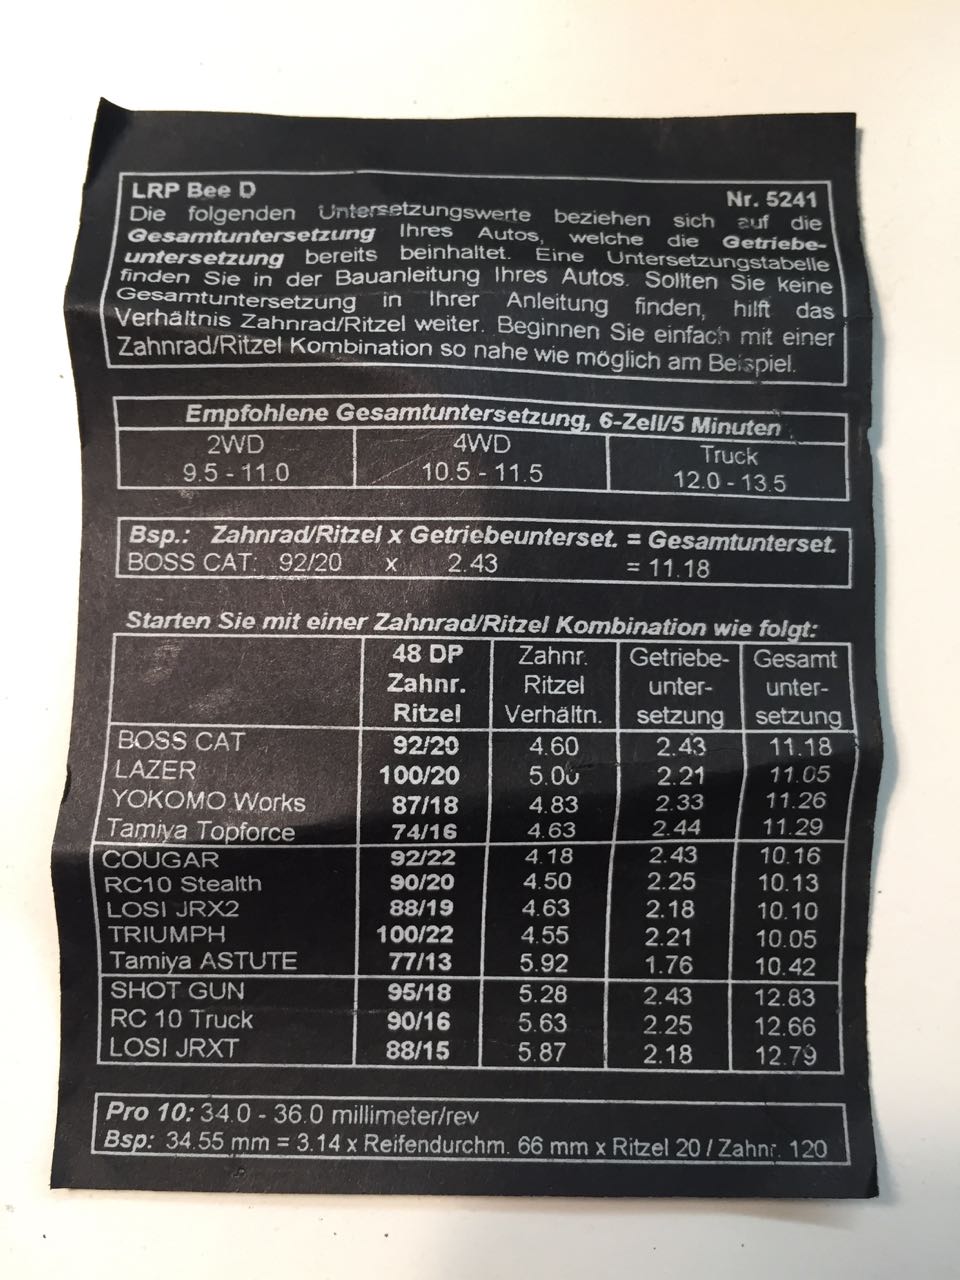 LRP Bee D Nr. 5241
Die folgenden Untersetzungswerte beziehen sich auf die
Gesamtuntersetzung Ihres Autos, welche die Getriebe-
untersetzung bereits beinhaltet. Eine Untersetzungstabelle
finden Sie in der Bauanleitung Ihres Autos. Sollten Sie keine
Gesamtuntersetzung in Ihrer Anleitung finden, hilft das
Verhältnis Zahnrad/Ritzel weiter. Beginnen Sie einfach mit einer
Zahnrad/Ritzel Kombination so nahe wie möglich am Beispiel.
Empfohlene Gesamtuntersetzung, 6-Zell/5 Minuten
2WD 4WD Truck
9.5 - 11.0 10.5 - 11.5 12.0 - 13.5
Bsp.: Zahnrad/Ritzel x Getriebeunterset. = Gesamtunterset.
BOSS CAT: 92/20 x 2.43 = 11.18
Starten Sie mit einer Zahnrad/Ritzel Kombination wie folgt:
48 DP Zahnr. Getriebe- Gesamt
Zahnr. Ritzel unter- unter-
Ritzel Verhältn. setzung setzung
BOSS CAT 92/20 4.60 2.43 11.18
LAZER 100/20 5.00 2.21 11.05
YOKOMO Works 87/18 4.83 2.33 11.26
Tamiya Topforce 74/16 4.63 2.44 11.29
COUGAR 92/22 4.18 2.43 10.16
RC10 Stealth 90/20 4.50 2.25 10.13
LOSI JRX2 88/19 4.63 2.18 10.10
TRIUMPH 100/22 4.55 2.21 10.05
Tamiya ASTUTE 77/13 5.92 1.76 10.42
SHOT GUN 95/18 5.28 2.43 12.83
RC 10 Truck 90/16 5.63 2.25 12.66
LOSI JRXT 88/15 5.87 2.18 12.79
Pro 10: 34.0 - 36.0 millimeter/rev
Bsp: 34.55 mm = 3.14 x Reifendurchm. 66 mm x Ritzel 20 / Zahnr. 120